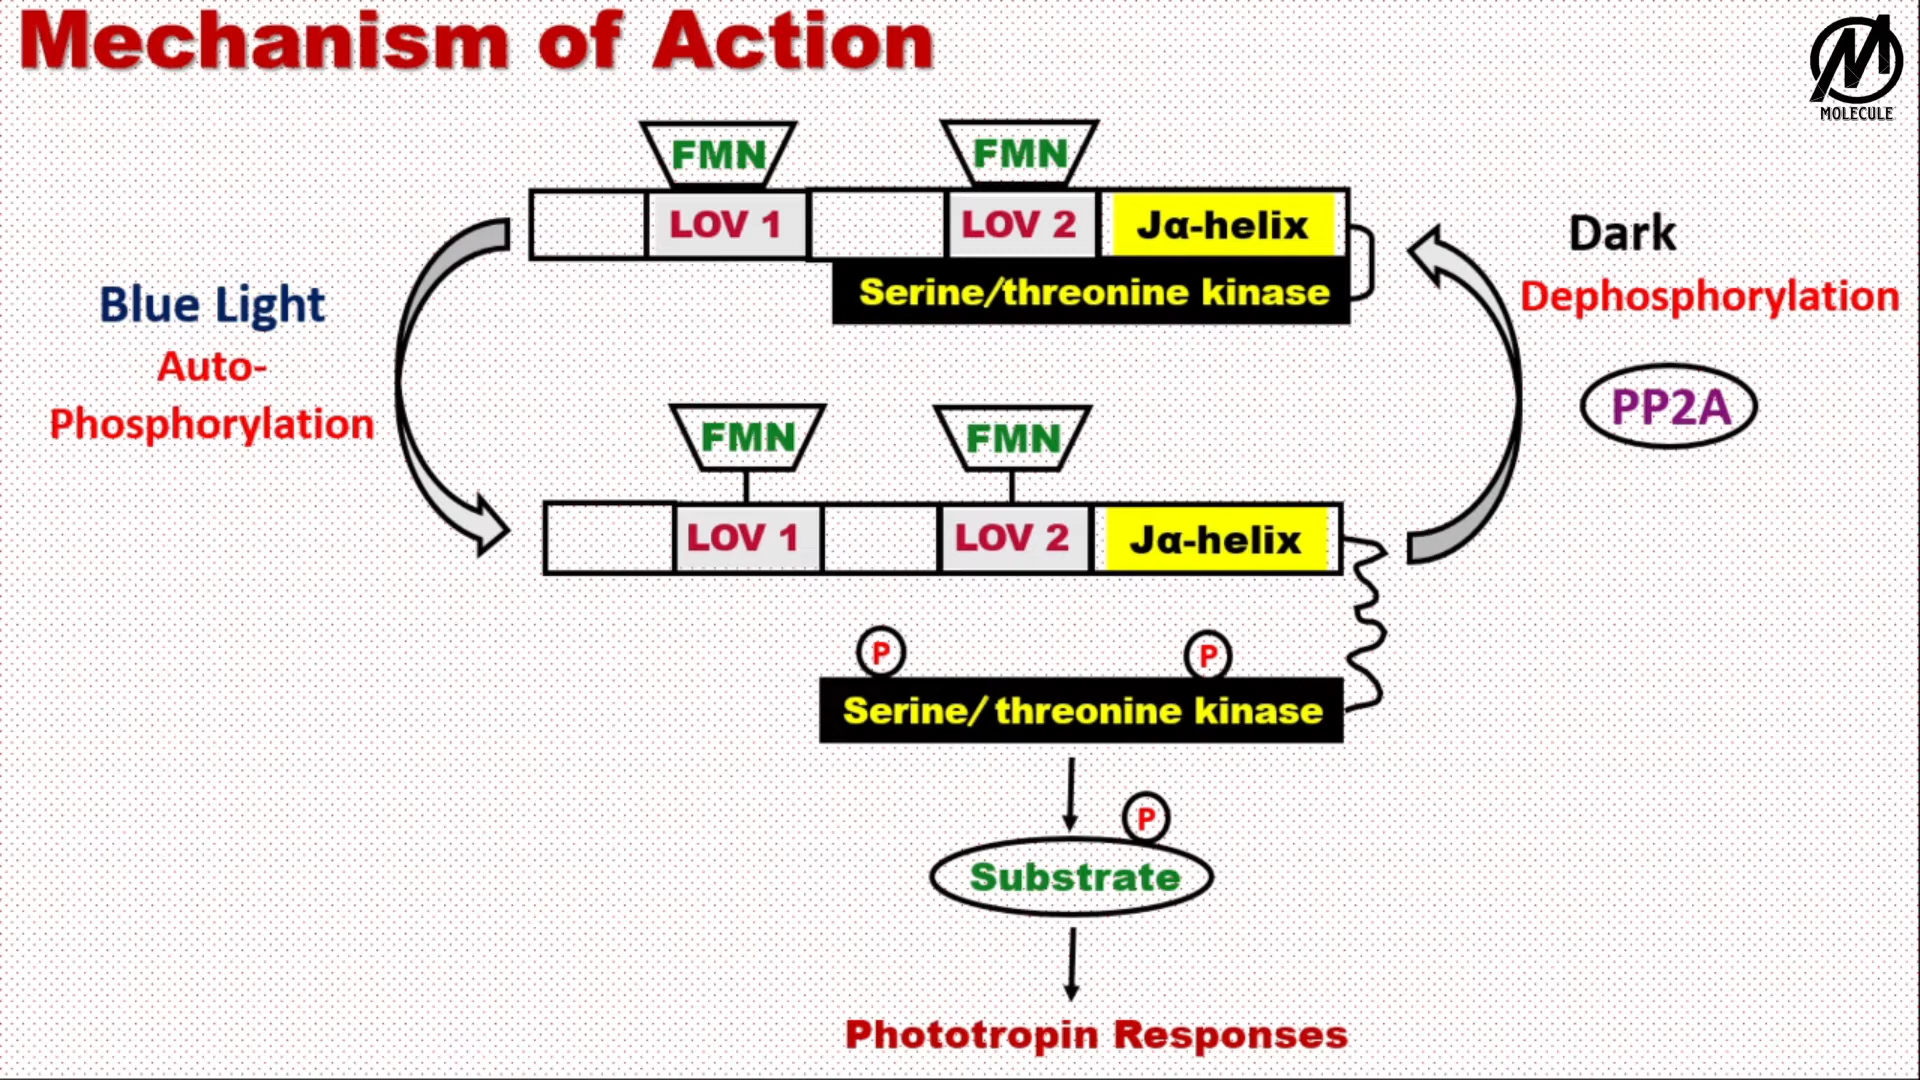 Mechanism of Action
MOLECULE
FMN
FMN
LOV 1
LOV 2
Jα-helix
Serine/threonine kinase
Blue Light
Auto-
Phosphorylation
Dark
Dephosphorylation
PP2A
FMN
FMN
LOV 1
LOV 2
Jα-helix
P
P
Serine/ threonine kinase
P
Substrate
Phototropin Responses